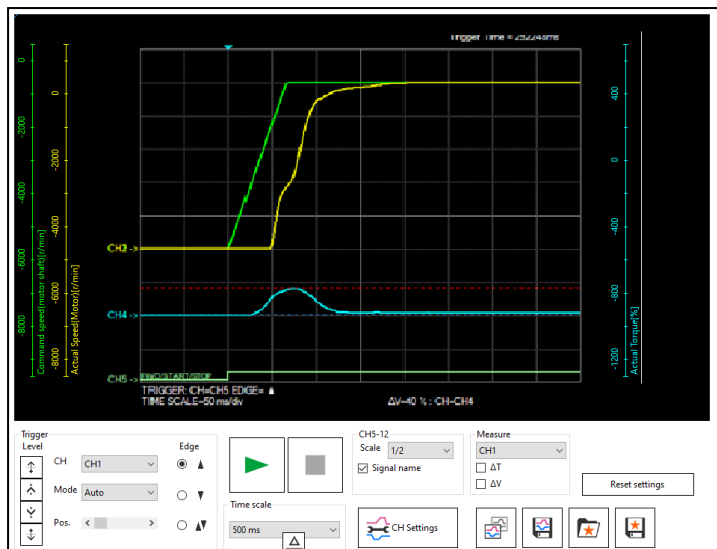 Trigger Time = 292248ms
0
-2000
-4000
-6000
-8000
Command speed(motor shaft)[r/min]
0
-2000
-4000
-6000
-8000
Actual Speed(Motor)[r/min]
400
0
-400
-800
-1200
Actual Torque[%]
CH2 ->
CH4 ->
CH5 ->
FWD/START/STOP
TRIGGER: CH=CH5 EDGE=
TIME SCALE=50 ms/div
ΔV=40 % : CH-CH4
Trigger
Level
CH
CH1
Mode
Auto
Pos.
Edge
Time scale
500 ms
CH5-12
Scale
1/2
Signal name
CH Settings
Measure
CH1
ΔT
ΔV
Reset settings